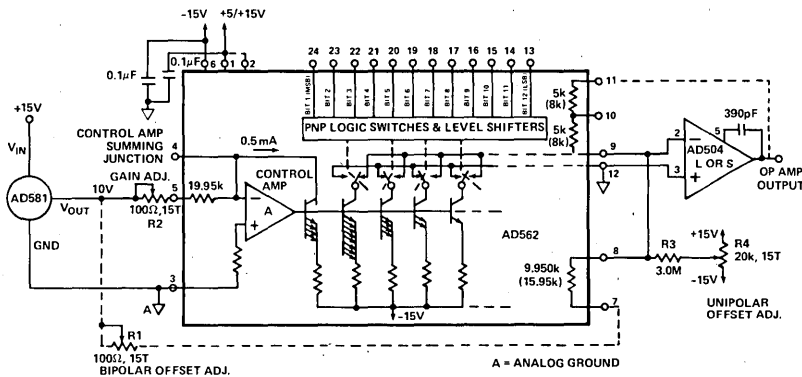 -15V
+5/+15V
0.1μF
0.1μF
6
1
2
24
23
22
21
20
19
18
17
16
15
14
13
BIT 1 (MSB)
BIT 2
BIT 3
BIT 4
BIT 5
BIT 6
BIT 7
BIT 8
BIT 9
BIT 10
BIT 11
BIT 12 (LSB)
PNP LOGIC SWITCHES & LEVEL SHIFTERS
5k
(8k)
5k
(8k)
11
10
9
12
390pF
5
2
3
AD504
L OR S
OP AMP
OUTPUT
+15V
VIN
AD581
VOUT
GND
CONTROL AMP
SUMMING
JUNCTION
4
0.5mA
GAIN ADJ.
10V
100Ω, 15T
R2
5
19.95k
CONTROL
AMP
A
AD562
3
A
-15V
9.950k
(15.95k)
8
7
R3
3.0M
+15V
R4
20k, 15T
-15V
UNIPOLAR
OFFSET ADJ.
R1
100Ω, 15T
BIPOLAR OFFSET ADJ.
A = ANALOG GROUND